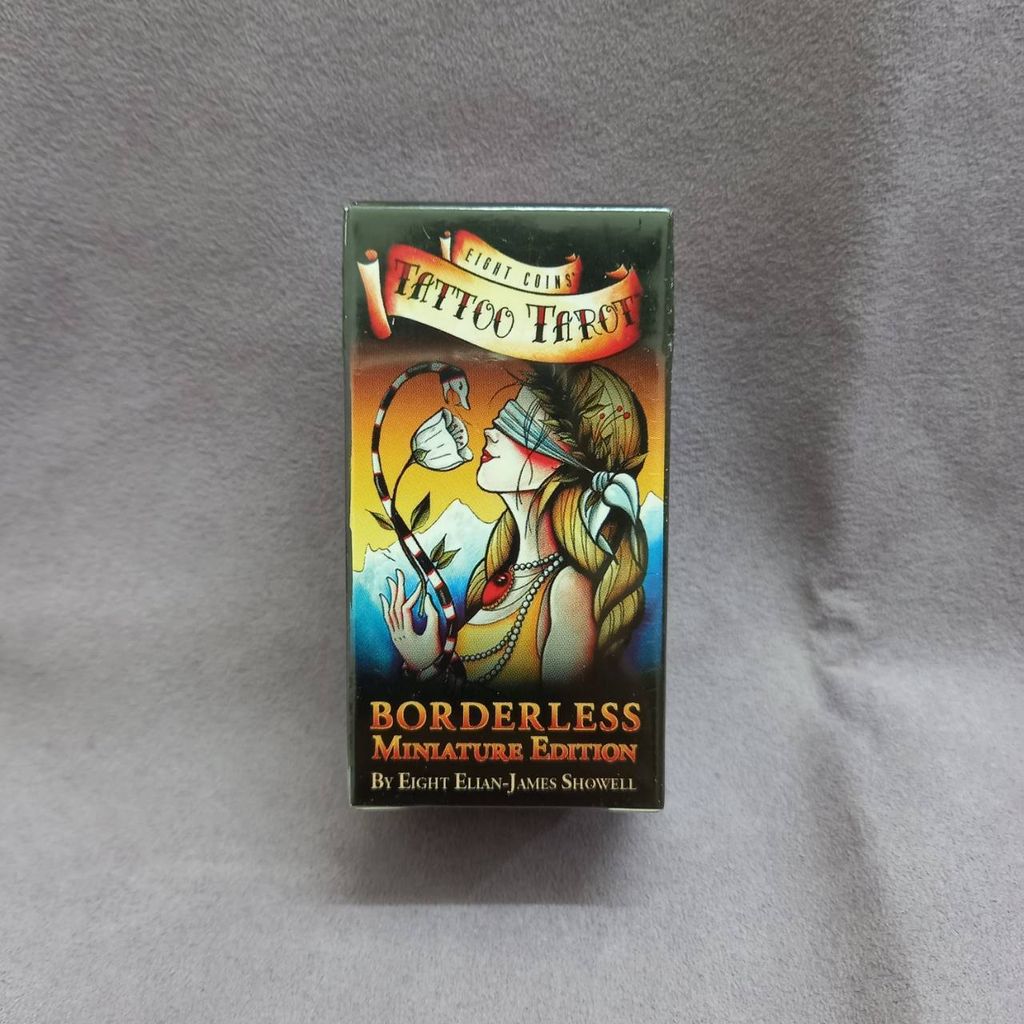 EIGHT COINS'
TATTOO TAROT
BORDERLESS
MINIATURE EDITION
BY EIGHT ELIAN-JAMES SHOWELL